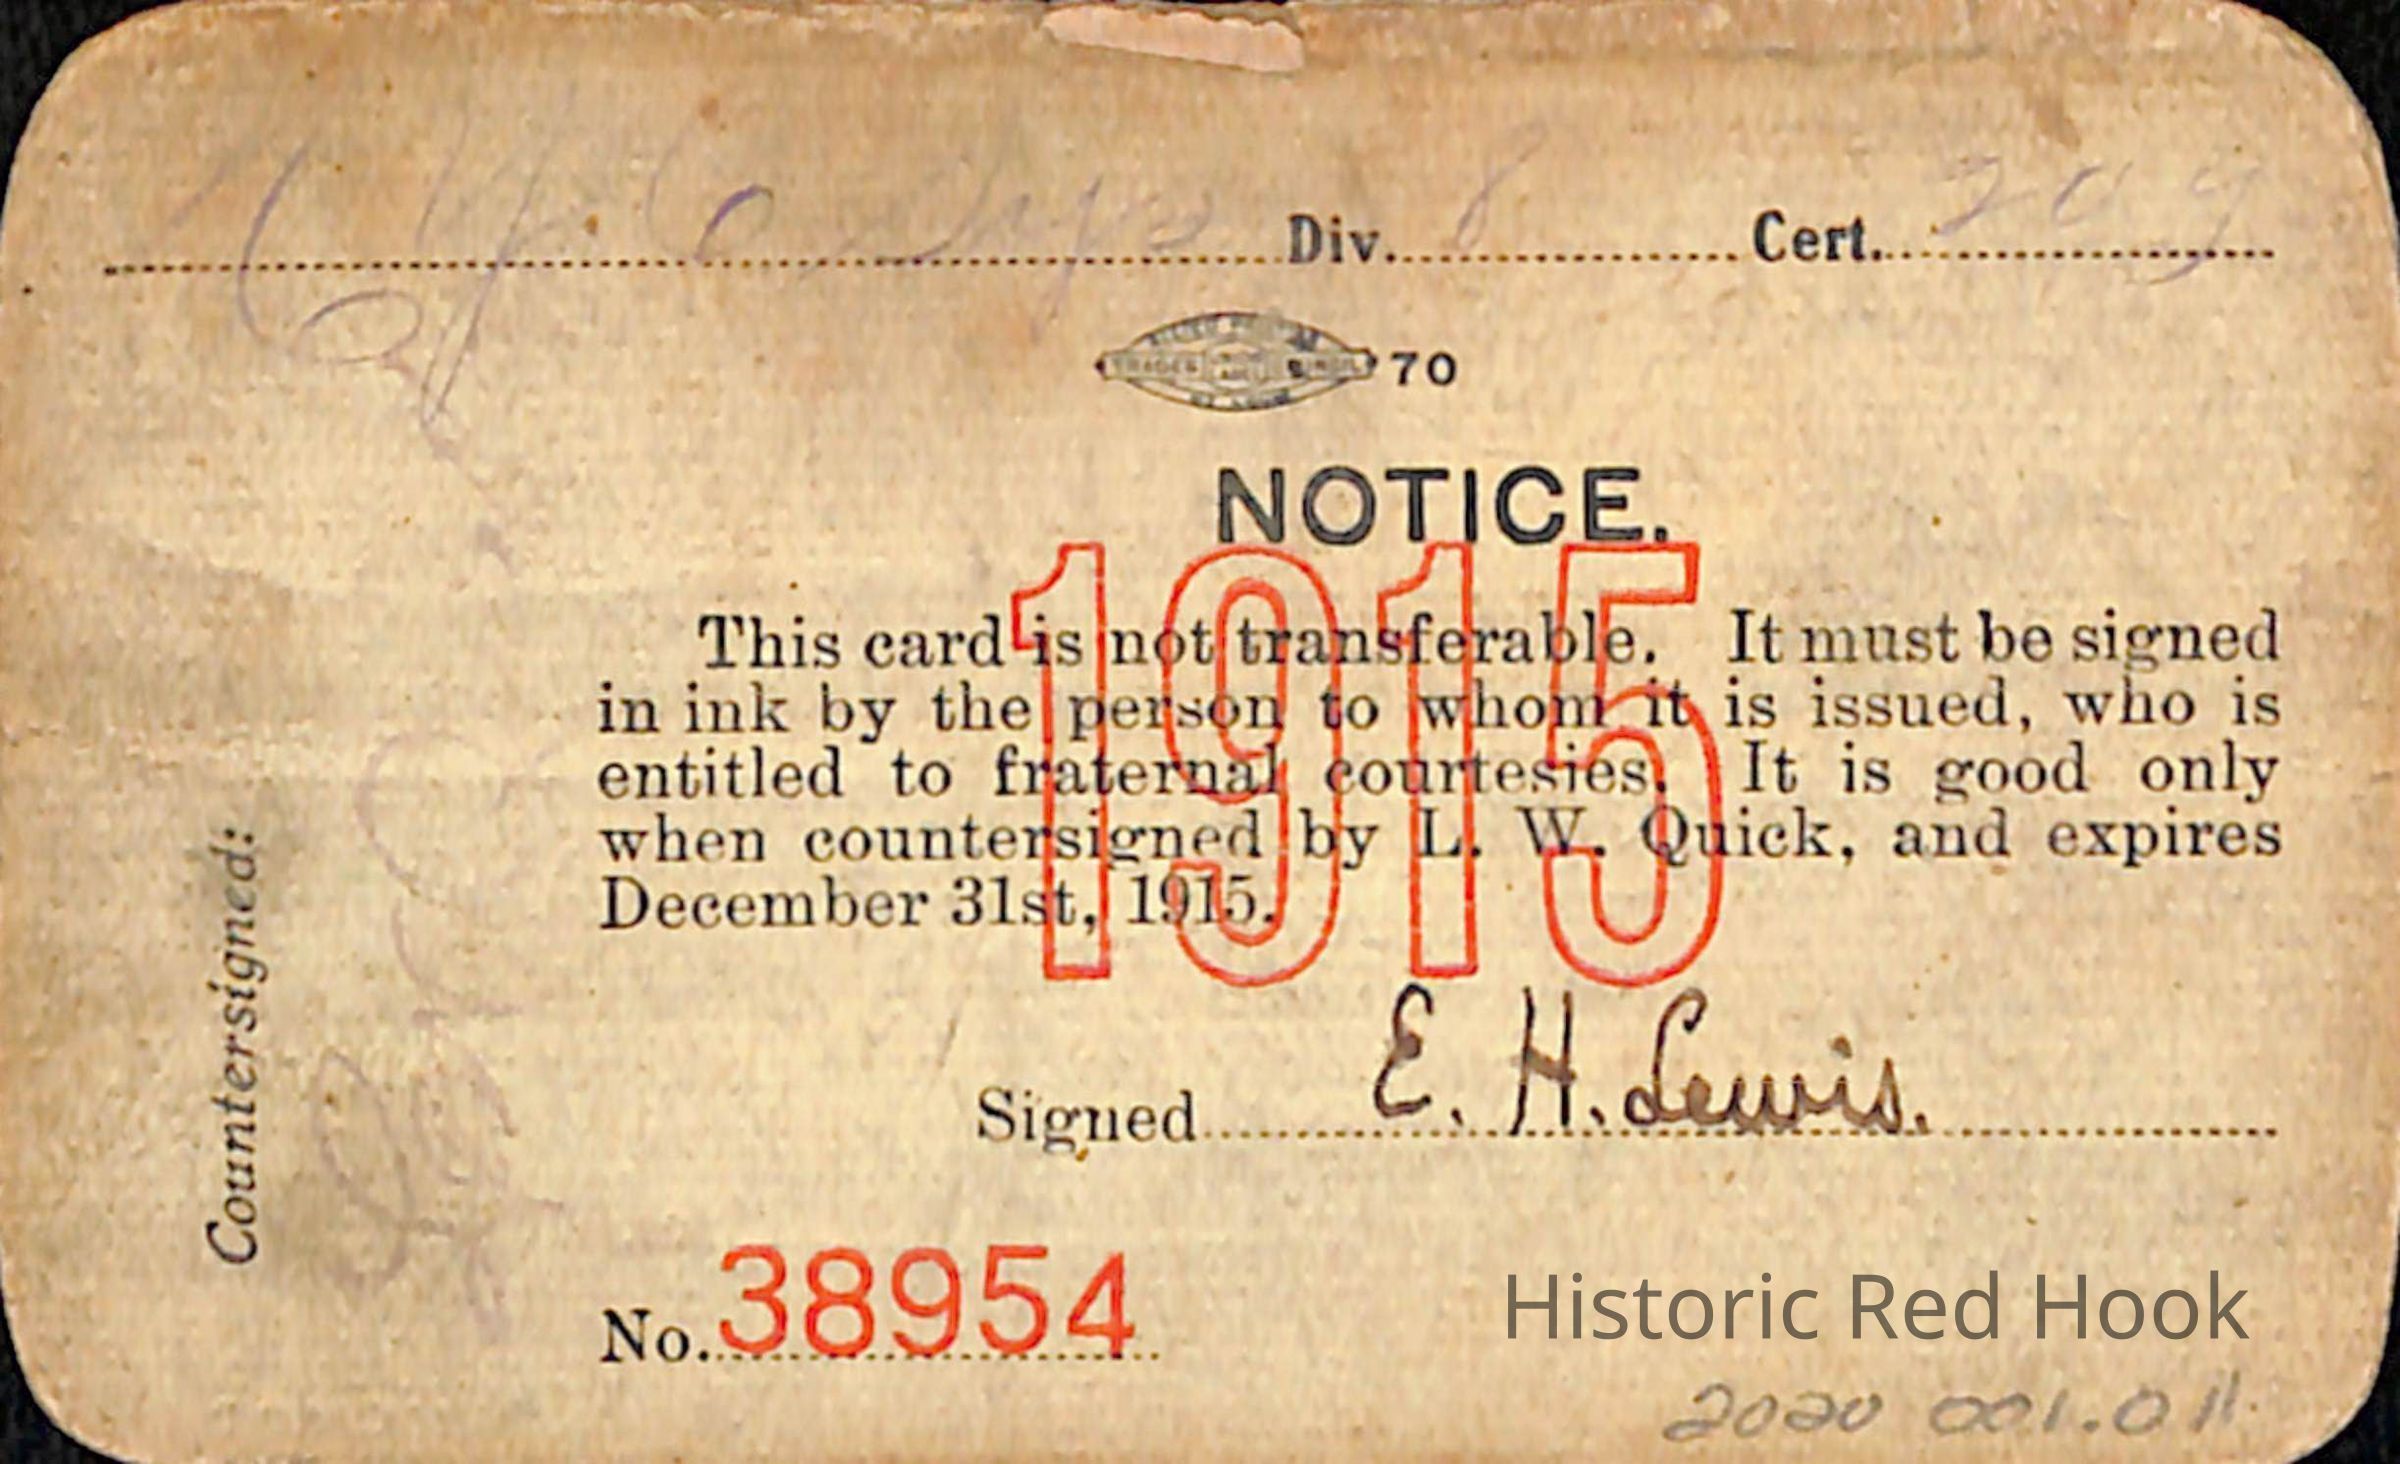 Div. 8 Cert. 209
70
NOTICE.
1915
This card is not transferable. It must be signed
in ink by the person to whom it is issued, who is
entitled to fraternal courtesies. It is good only
when countersigned by L. W. Quick, and expires
December 31st, 1915.
Countersigned:
Signed E. H. Lewis.
No. 38954
Historic Red Hook
2020 001.011